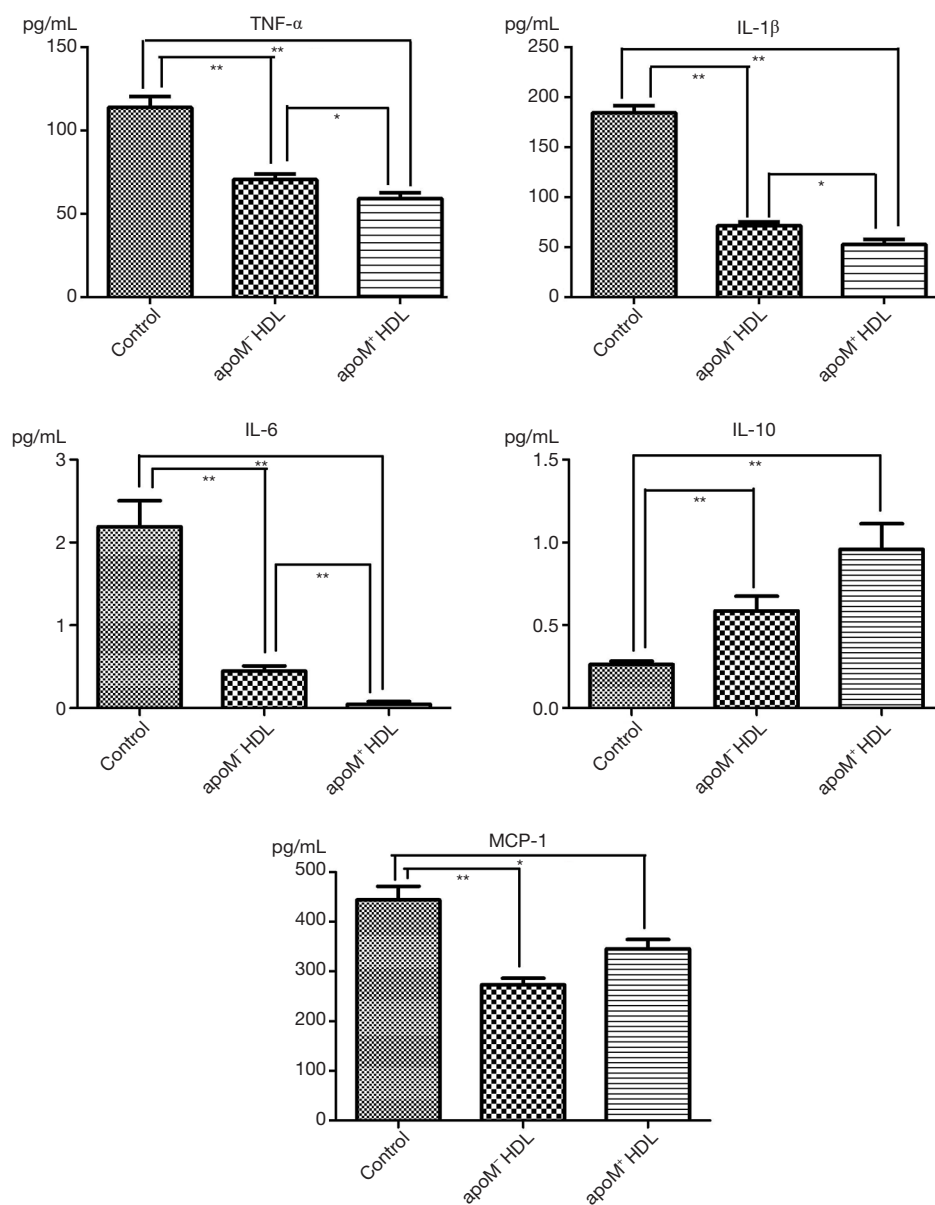 pg/mL
TNF-α
150
**
**
100
*
50
0
Control
apoM⁻ HDL
apoM⁺ HDL
pg/mL
IL-1β
250
**
**
200
150
*
100
50
0
Control
apoM⁻ HDL
apoM⁺ HDL
pg/mL
IL-6
3
**
**
2
**
1
0
Control
apoM⁻ HDL
apoM⁺ HDL
pg/mL
IL-10
1.5
**
**
1.0
0.5
0.0
Control
apoM⁻ HDL
apoM⁺ HDL
pg/mL
MCP-1
500
*
**
400
300
200
100
0
Control
apoM⁻ HDL
apoM⁺ HDL